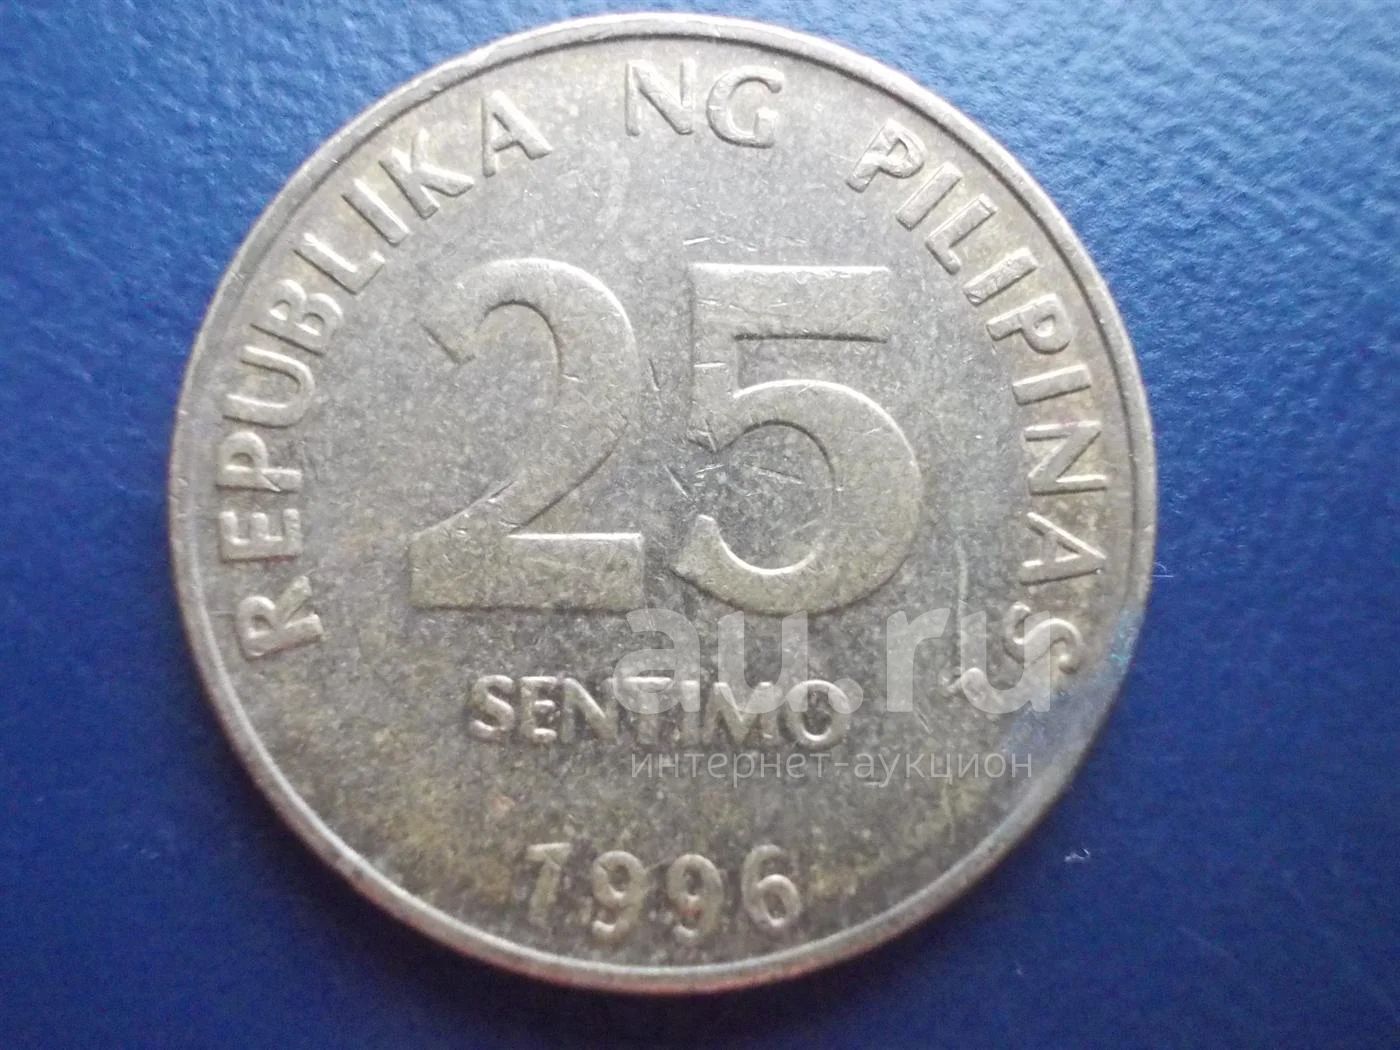 REPUBLIKA NG PILIPINAS
25
SENTIMO
1996
au.ru
интернет-аукцион